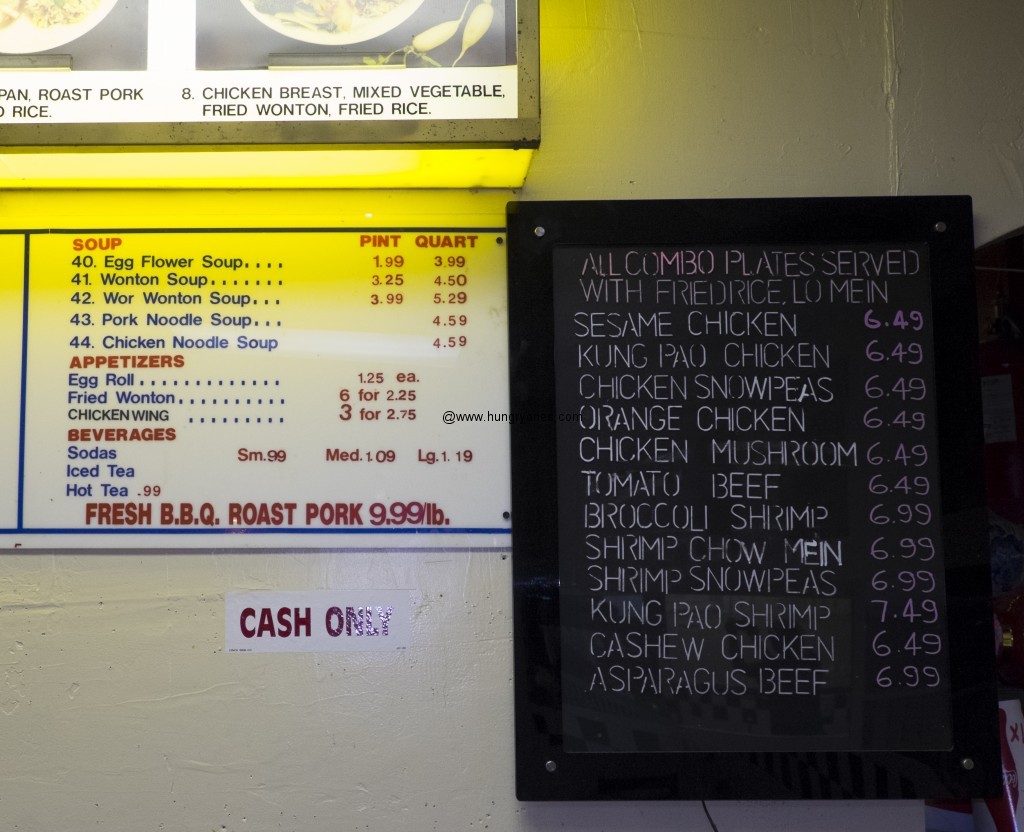 PAN, ROAST PORK
RICE.
8. CHICKEN BREAST, MIXED VEGETABLE,
FRIED WONTON, FRIED RICE.
SOUP PINT QUART
40. Egg Flower Soup.... 1.99 3.99
41. Wonton Soup....... 3.25 4.50
42. Wor Wonton Soup... 3.99 5.29
43. Pork Noodle Soup... 4.59
44. Chicken Noodle Soup 4.59
APPETIZERS
Egg Roll ............. 1.25 ea.
Fried Wonton.......... 6 for 2.25
CHICKEN WING .......... 3 for 2.75
BEVERAGES
Sodas Sm.99 Med.1.09 Lg.1.19
Iced Tea
Hot Tea .99
FRESH B.B.Q. ROAST PORK 9.99/lb.
CASH ONLY
ALL COMBO PLATES SERVED
WITH FRIED RICE, LO MEIN
SESAME CHICKEN 6.49
KUNG PAO CHICKEN 6.49
CHICKEN SNOWPEAS 6.49
ORANGE CHICKEN 6.49
CHICKEN MUSHROOM 6.49
TOMATO BEEF 6.49
BROCCOLI SHRIMP 6.99
SHRIMP CHOW MEIN 6.99
SHRIMP SNOWPEAS 6.99
KUNG PAO SHRIMP 7.49
CASHEW CHICKEN 6.49
ASPARAGUS BEEF 6.99